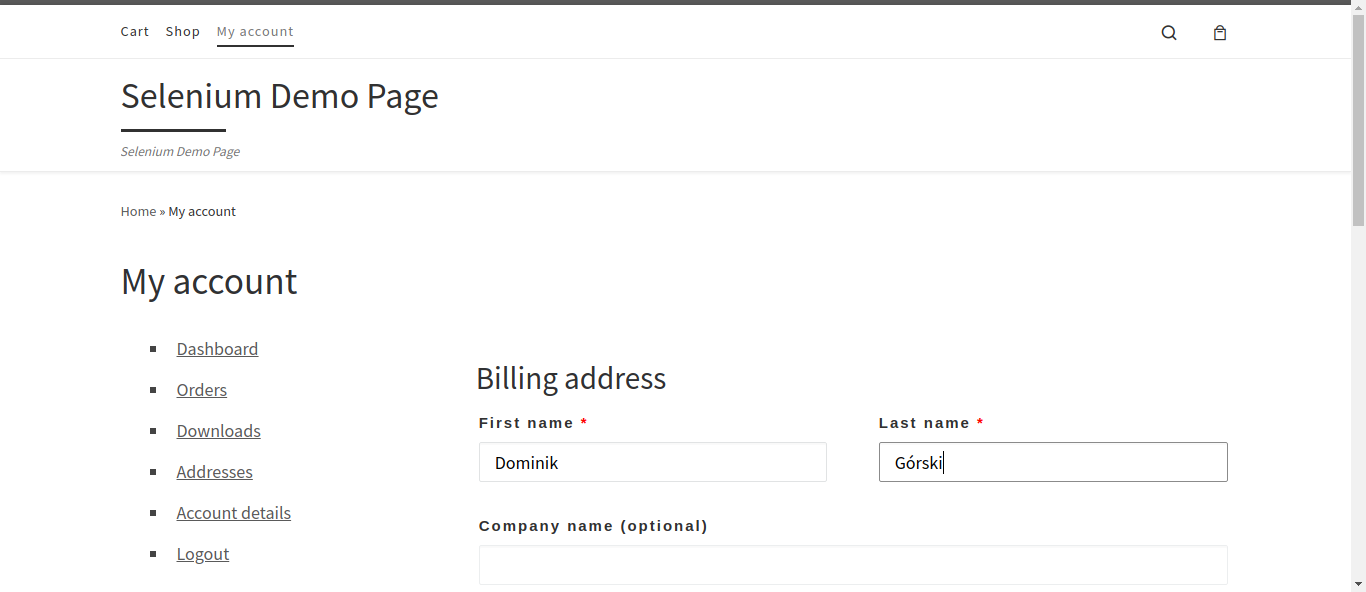 Cart Shop My account
Selenium Demo Page
Selenium Demo Page
Home » My account
My account
Dashboard
Orders
Downloads
Addresses
Account details
Logout
Billing address
First name * Last name *
Dominik Górski
Company name (optional)